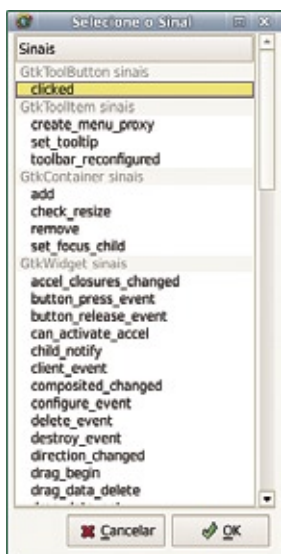 Selecione o Sinal
Sinais
GtkToolButton sinais
clicked
GtkToolItem sinais
create_menu_proxy
set_tooltip
toolbar_reconfigured
GtkContainer sinais
add
check_resize
remove
set_focus_child
GtkWidget sinais
accel_closures_changed
button_press_event
button_release_event
can_activate_accel
child_notify
client_event
composited_changed
configure_event
delete_event
destroy_event
direction_changed
drag_begin
drag_data_delete
Cancelar
OK